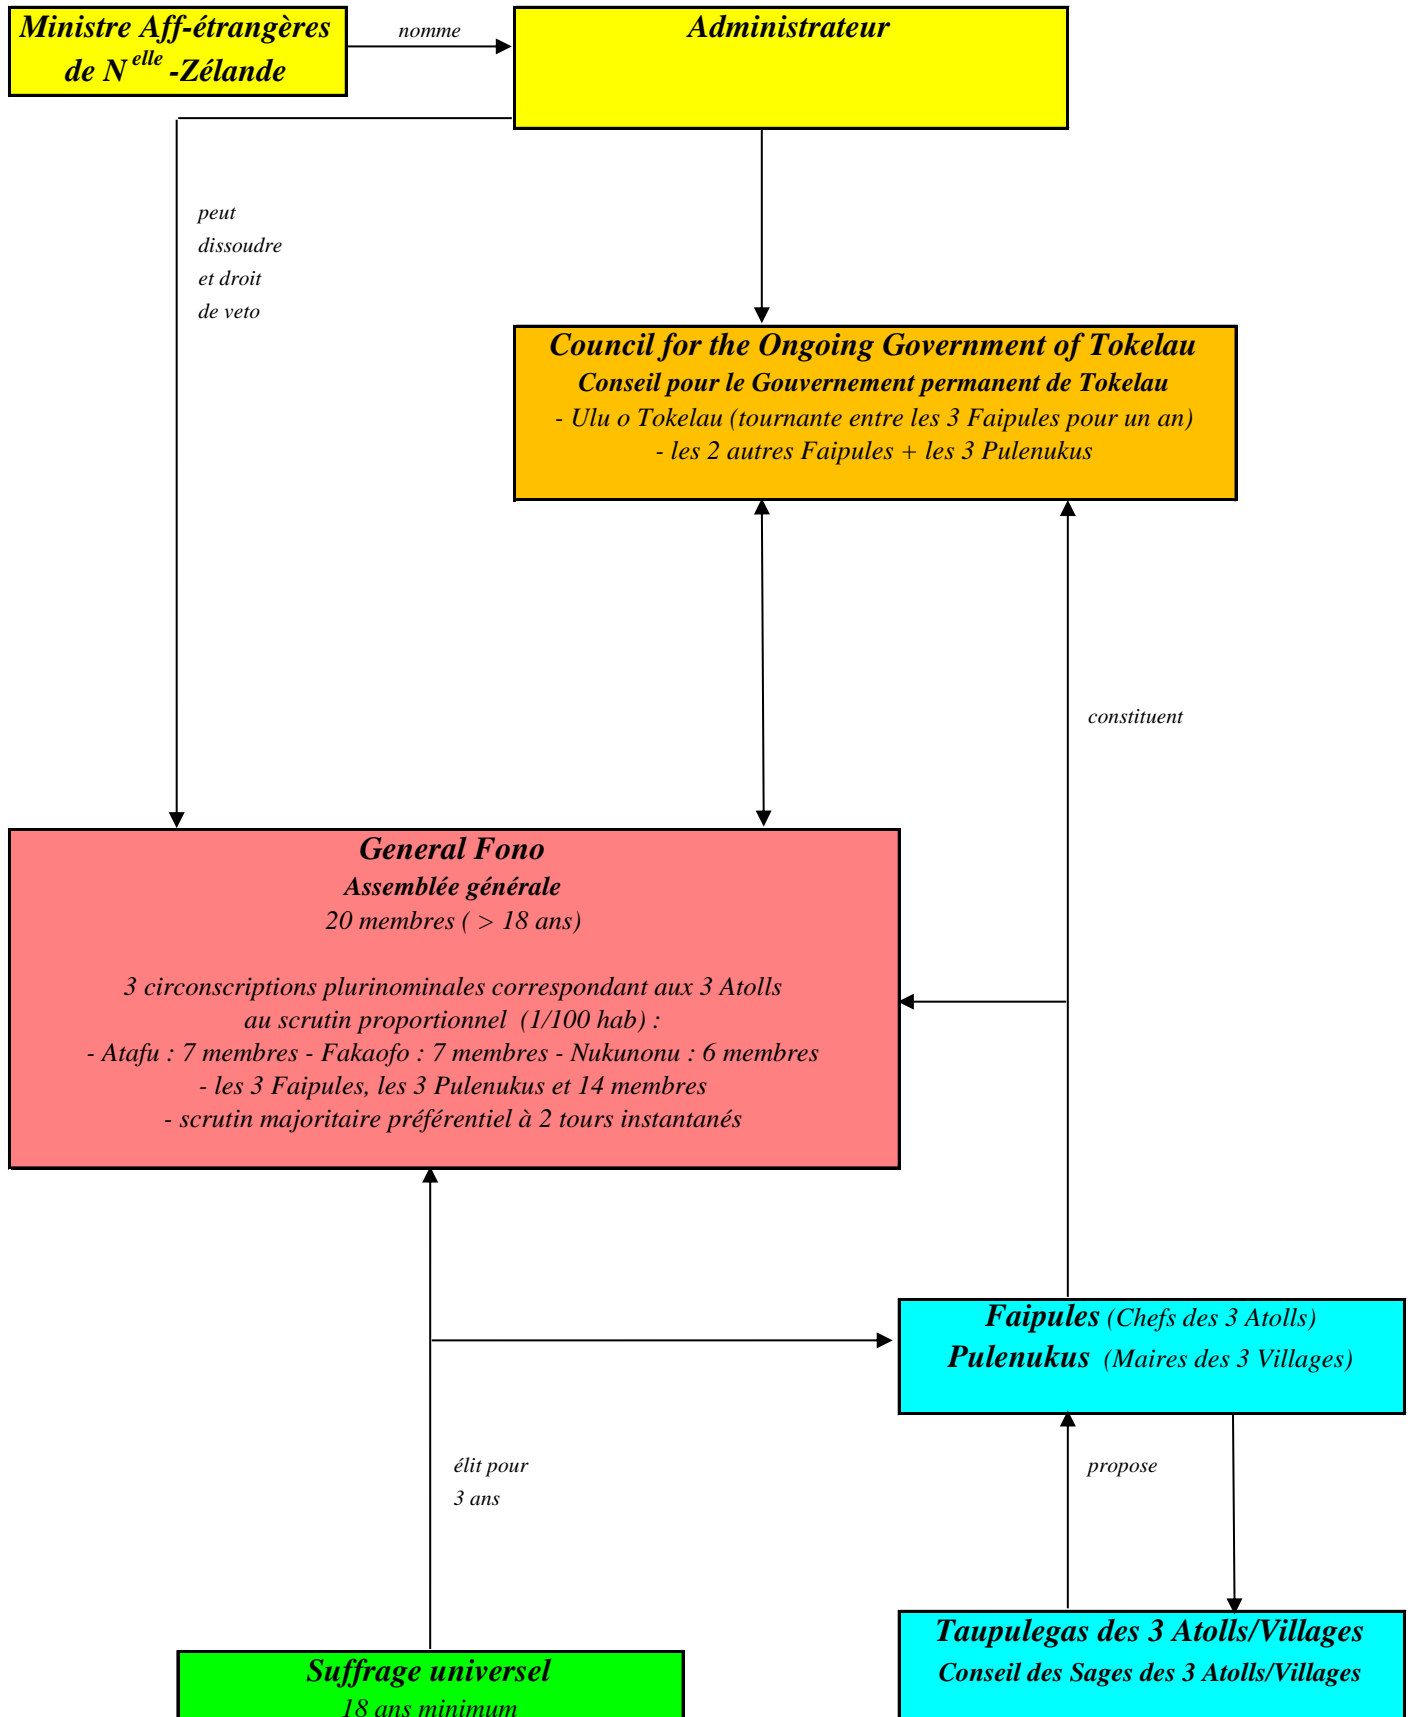 Ministre Aff-étrangères
de N elle -Zélande
nomme
Administrateur
peut
dissoudre
et droit
de veto
Council for the Ongoing Government of Tokelau
Conseil pour le Gouvernement permanent de Tokelau
- Ulu o Tokelau (tournante entre les 3 Faipules pour un an)
- les 2 autres Faipules + les 3 Pulenukus
constituent
General Fono
Assemblée générale
20 membres ( > 18 ans)
3 circonscriptions plurinominales correspondant aux 3 Atolls
au scrutin proportionnel (1/100 hab) :
- Atafu : 7 membres - Fakaofo : 7 membres - Nukunonu : 6 membres
- les 3 Faipules, les 3 Pulenukus et 14 membres
- scrutin majoritaire préférentiel à 2 tours instantanés
Faipules (Chefs des 3 Atolls)
Pulenukus (Maires des 3 Villages)
élit pour
3 ans
propose
Suffrage universel
18 ans minimum
Taupulegas des 3 Atolls/Villages
Conseil des Sages des 3 Atolls/Villages